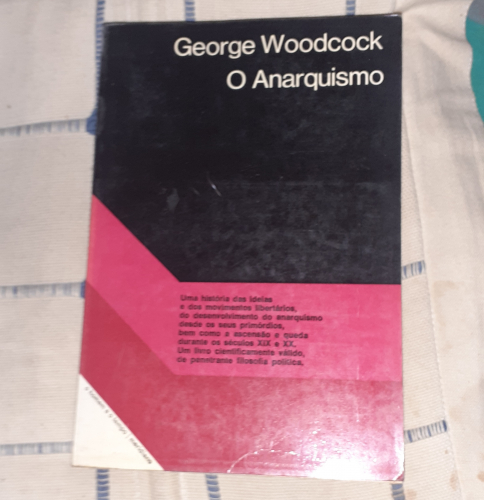 George Woodcock
O Anarquismo
Uma história das ideias
e dos movimentos libertários,
do desenvolvimento do anarquismo
desde os seus primórdios,
bem como a ascensão e queda
durante os séculos XIX e XX.
Um livro cientificamente válido,
de penetrante filosofia política.